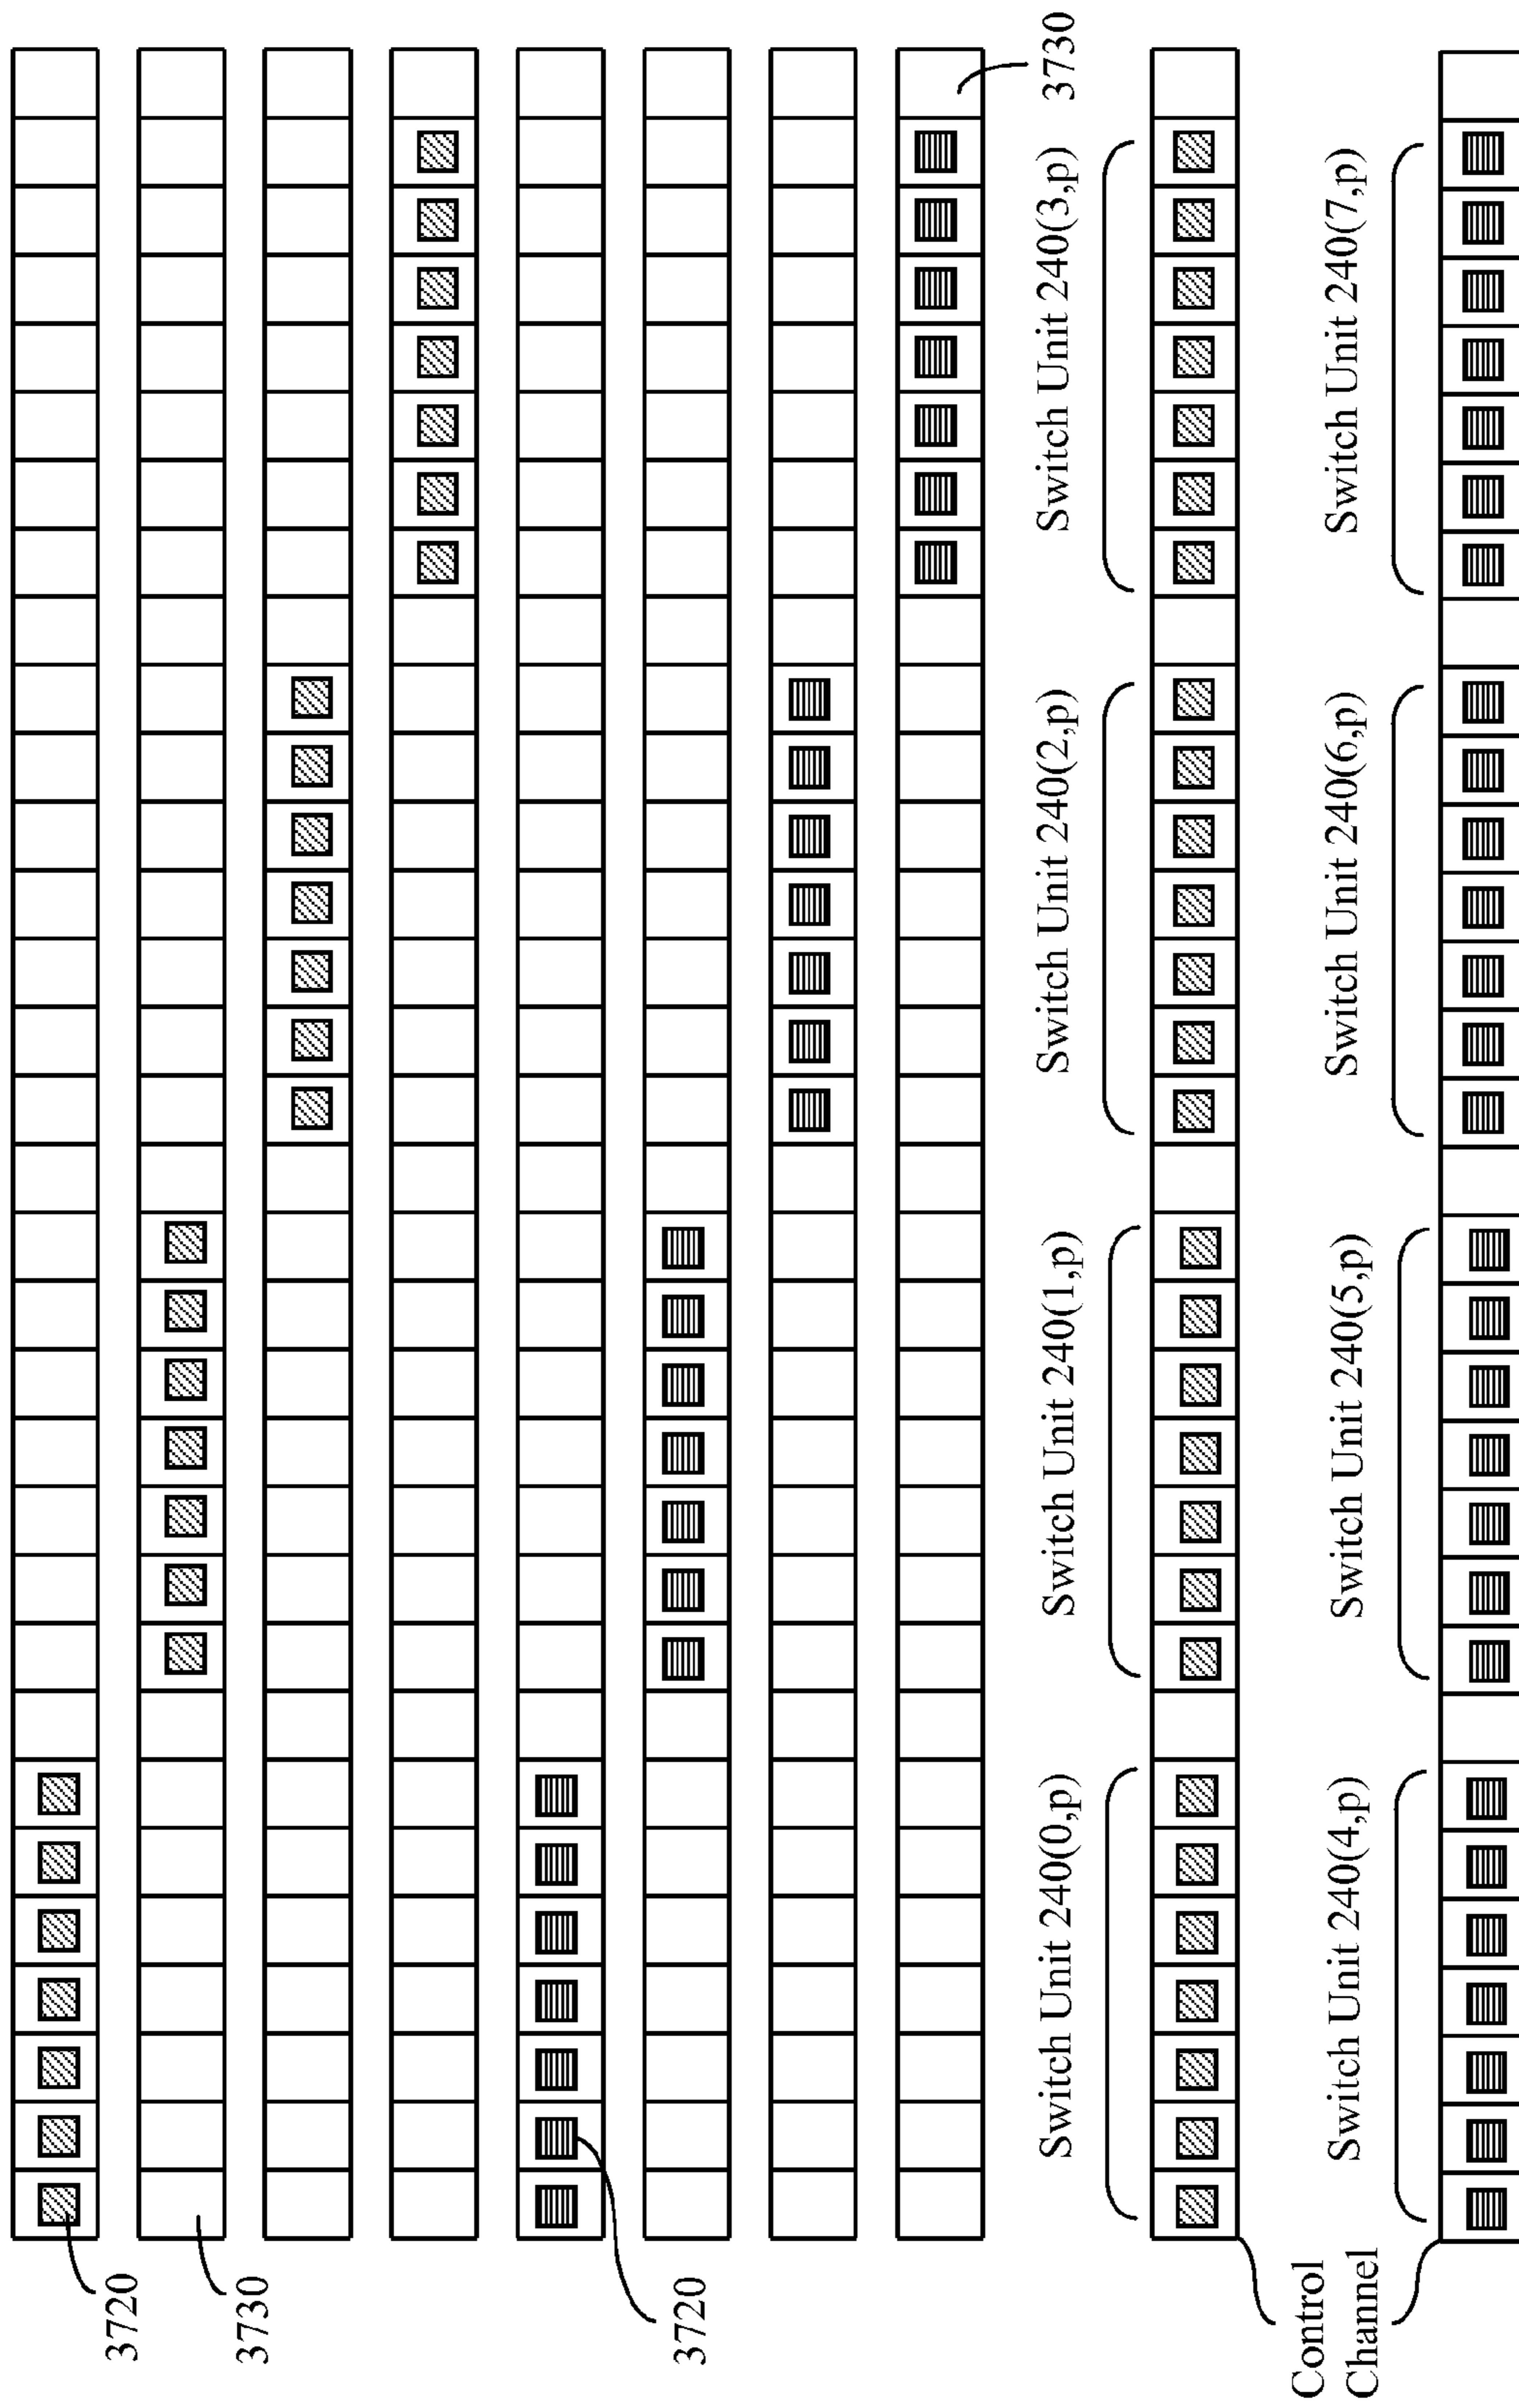 3720
3730
3720
3730
Switch Unit 240(0,p)
Switch Unit 240(1,p)
Switch Unit 240(2,p)
Switch Unit 240(3,p)
Control
Channel
Switch Unit 240(4,p)
Switch Unit 240(5,p)
Switch Unit 240(6,p)
Switch Unit 240(7,p)